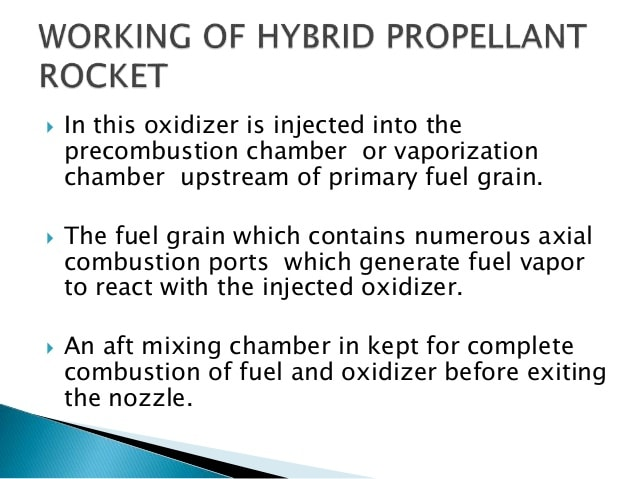 WORKING OF HYBRID PROPELLANT
ROCKET
In this oxidizer is injected into the
precombustion chamber or vaporization
chamber upstream of primary fuel grain.
The fuel grain which contains numerous axial
combustion ports which generate fuel vapor
to react with the injected oxidizer.
An aft mixing chamber in kept for complete
combustion of fuel and oxidizer before exiting
the nozzle.